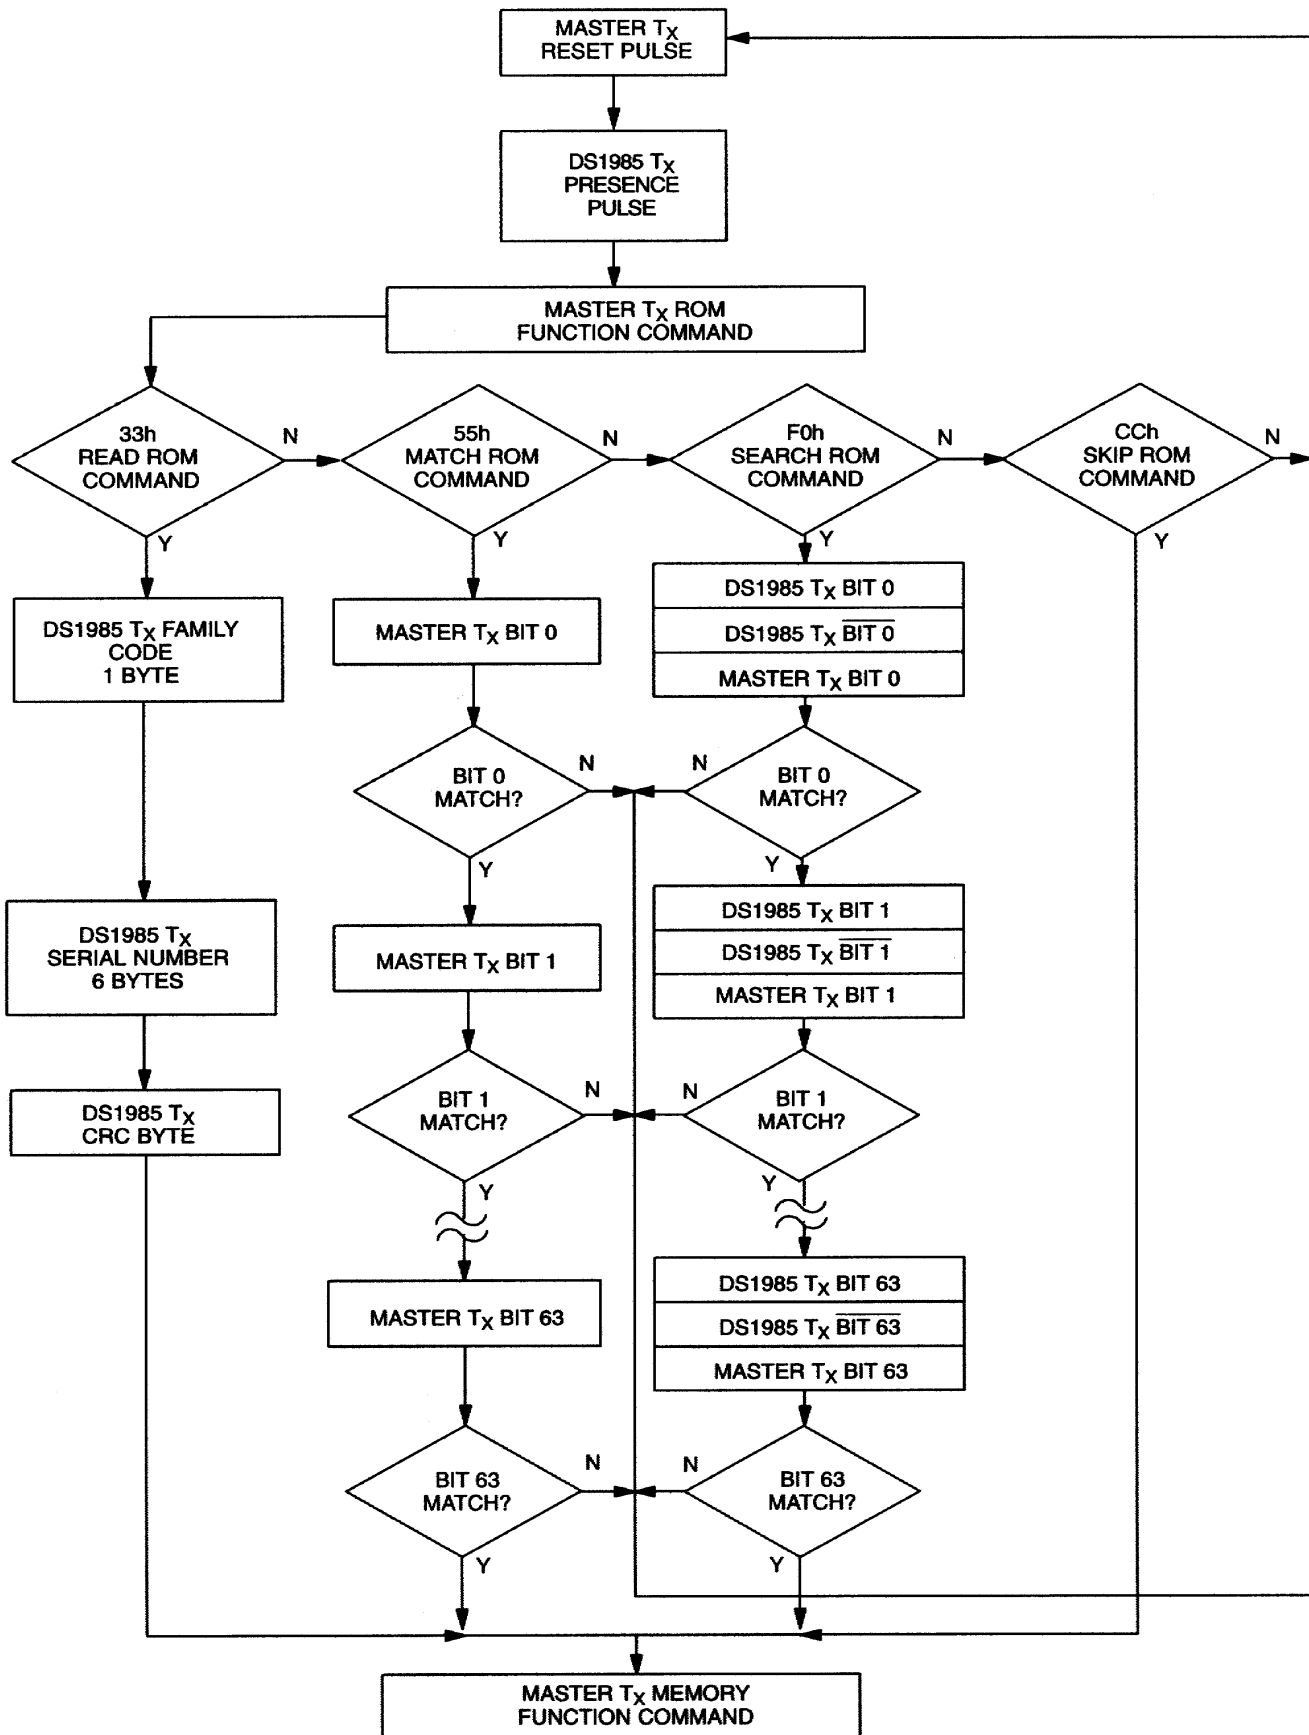 MASTER TX
RESET PULSE
DS1985 TX
PRESENCE
PULSE
MASTER TX ROM
FUNCTION COMMAND
33h
READ ROM
COMMAND
N
Y
55h
MATCH ROM
COMMAND
N
Y
F0h
SEARCH ROM
COMMAND
N
Y
CCh
SKIP ROM
COMMAND
N
Y
DS1985 TX FAMILY
CODE
1 BYTE
DS1985 TX
SERIAL NUMBER
6 BYTES
DS1985 TX
CRC BYTE
MASTER TX BIT 0
BIT 0
MATCH?
N
Y
MASTER TX BIT 1
BIT 1
MATCH?
N
Y
MASTER TX BIT 63
BIT 63
MATCH?
N
Y
DS1985 TX BIT 0
DS1985 TX BIT 0
MASTER TX BIT 0
N
BIT 0
MATCH?
Y
DS1985 TX BIT 1
DS1985 TX BIT 1
MASTER TX BIT 1
N
BIT 1
MATCH?
Y
DS1985 TX BIT 63
DS1985 TX BIT 63
MASTER TX BIT 63
N
BIT 63
MATCH?
Y
MASTER TX MEMORY
FUNCTION COMMAND